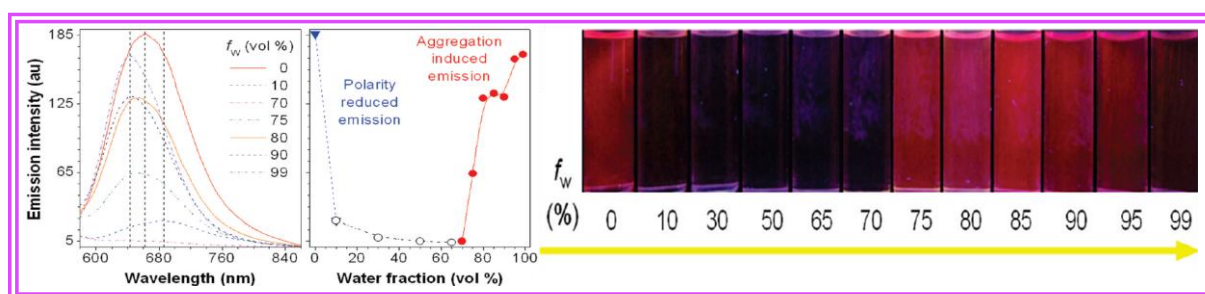 185
125
65
5
Emission intensity (au)
600
680
760
840
Wavelength (nm)
fw (vol %)
0
10
70
75
80
90
99
Polarity
reduced
emission
Aggregation
induced
emission
0 20 40 60 80 100
Water fraction (vol %)
fw
(%) 0 10 30 50 65 70 75 80 85 90 95 99